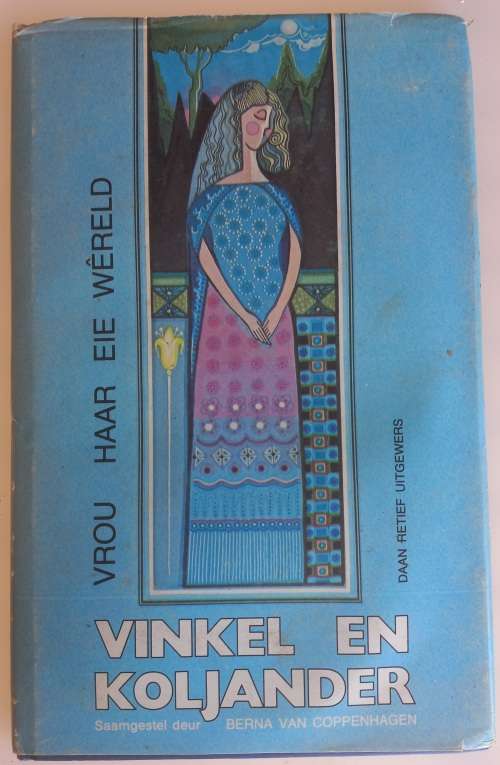 VROU HAAR EIE WÊRELD
DAAN RETIEF UITGEWERS
VINKEL EN
KOLJANDER
Saamgestel deur BERNA VAN COPPENHAGEN